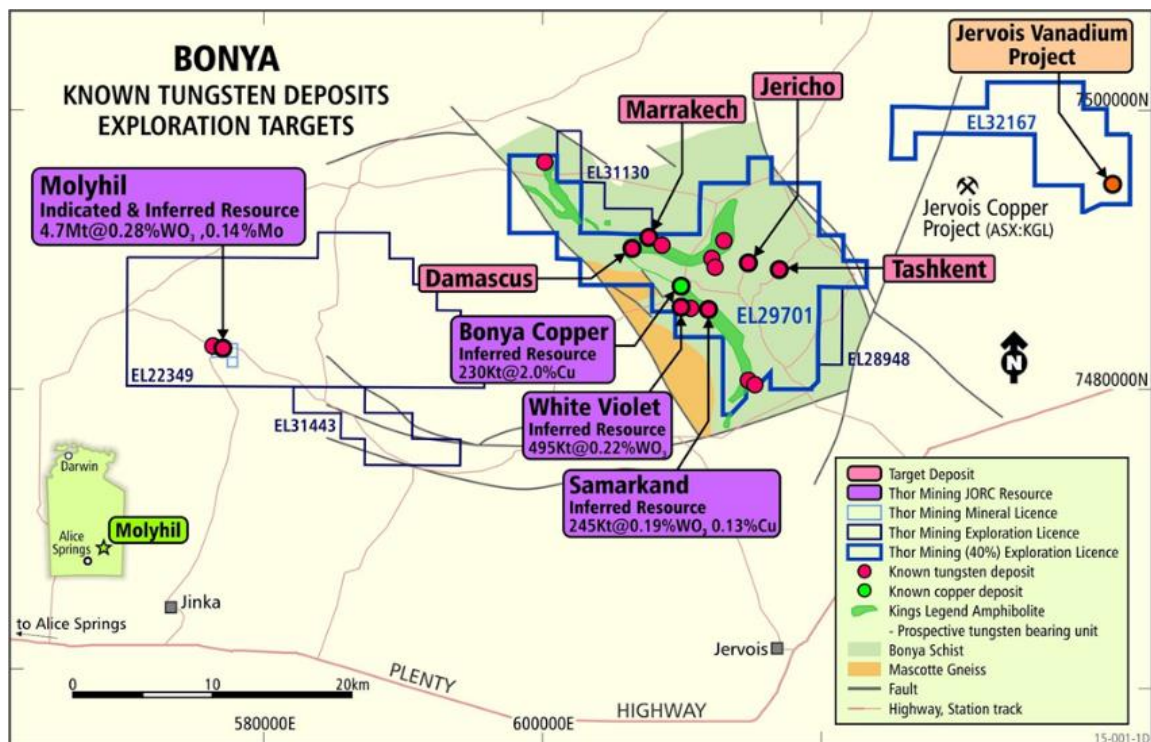 BONYA
KNOWN TUNGSTEN DEPOSITS
EXPLORATION TARGETS
Jervois Vanadium
Project
Jericho
Marrakech
7500000N
EL32167
EL31130
Molyhil
Indicated & Inferred Resource
4.7Mt@0.28%WO₃ ,0.14%Mo
Jervois Copper
Project (ASX:KGL)
Damascus
Tashkent
EL29701
Bonya Copper
Inferred Resource
230Kt@2.0%Cu
EL28948
N
EL22349
7480000N
White Violet
Inferred Resource
495Kt@0.22%WO₃
EL31443
Samarkand
Inferred Resource
245Kt@0.19%WO₃ 0.13%Cu
Darwin
Alice
Springs
Molyhil
Target Deposit
Thor Mining JORC Resource
Thor Mining Mineral Licence
Thor Mining Exploration Licence
Thor Mining (40%) Exploration Licence
Known tungsten deposit
Known copper deposit
Kings Legend Amphibolite
- Prospective tungsten bearing unit
Bonya Schist
Mascotte Gneiss
Fault
Highway, Station track
Jinka
to Alice Springs
Jervois
PLENTY
HIGHWAY
0 10 20km
580000E
600000E
15-001-1D